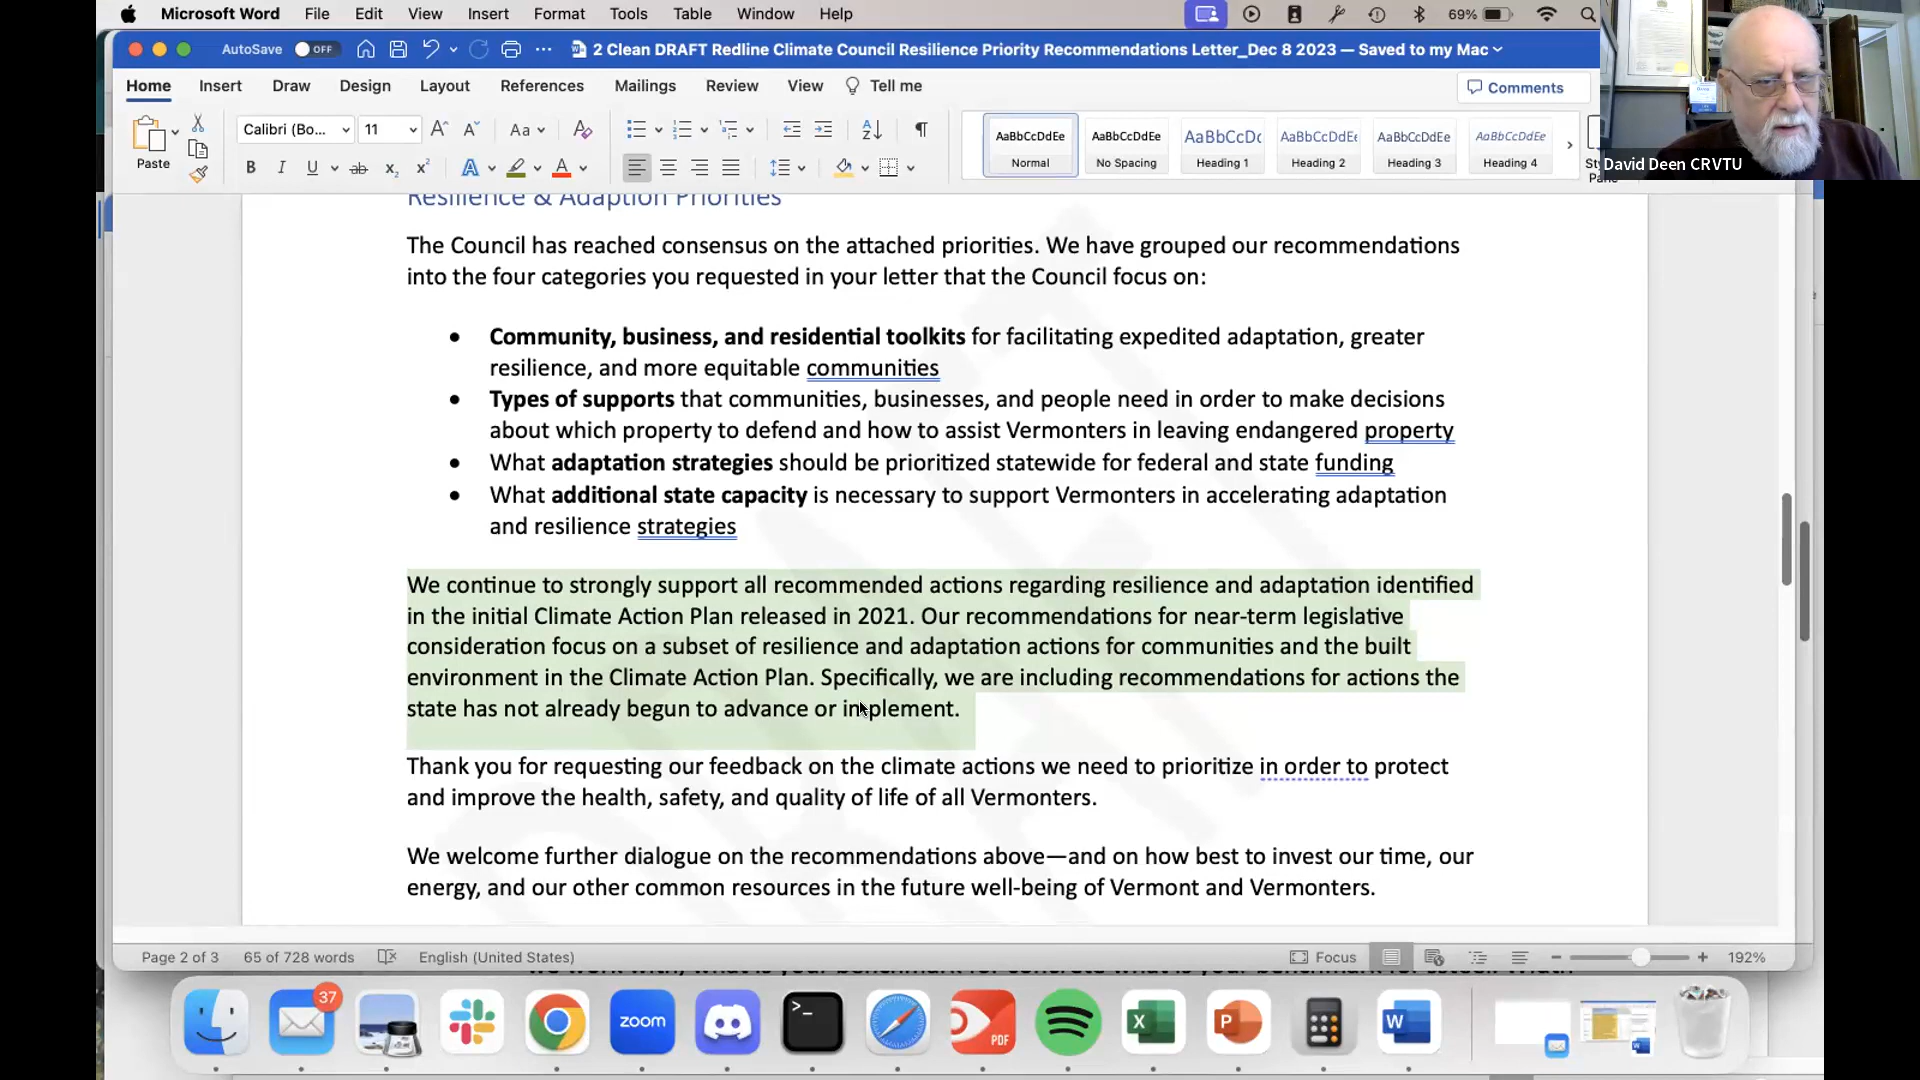 Microsoft Word File Edit View Insert Format Tools Table Window Help 69%
AutoSave OFF 2 Clean DRAFT Redline Climate Council Resilience Priority Recommendations Letter_Dec 8 2023 — Saved to my Mac
Home Insert Draw Design Layout References Mailings Review View Tell me Comments
Paste Calibri (Bo... 11 Aa AaBbCcDdEe AaBbCcDdEe AaBbCcDc AaBbCcDdEe AaBbCcDdEe AaBbCcDdEe
B I U ab x₂ x² A A Normal No Spacing Heading 1 Heading 2 Heading 3 Heading 4
David Deen CRVTU
Resilience & Adaption Priorities
The Council has reached consensus on the attached priorities. We have grouped our recommendations
into the four categories you requested in your letter that the Council focus on:
• Community, business, and residential toolkits for facilitating expedited adaptation, greater
resilience, and more equitable communities
• Types of supports that communities, businesses, and people need in order to make decisions
about which property to defend and how to assist Vermonters in leaving endangered property
• What adaptation strategies should be prioritized statewide for federal and state funding
• What additional state capacity is necessary to support Vermonters in accelerating adaptation
and resilience strategies
We continue to strongly support all recommended actions regarding resilience and adaptation identified
in the initial Climate Action Plan released in 2021. Our recommendations for near-term legislative
consideration focus on a subset of resilience and adaptation actions for communities and the built
environment in the Climate Action Plan. Specifically, we are including recommendations for actions the
state has not already begun to advance or implement.
Thank you for requesting our feedback on the climate actions we need to prioritize in order to protect
and improve the health, safety, and quality of life of all Vermonters.
We welcome further dialogue on the recommendations above—and on how best to invest our time, our
energy, and our other common resources in the future well-being of Vermont and Vermonters.
Page 2 of 3 65 of 728 words English (United States) Focus 192%
37
zoom
PDF
X
P
W